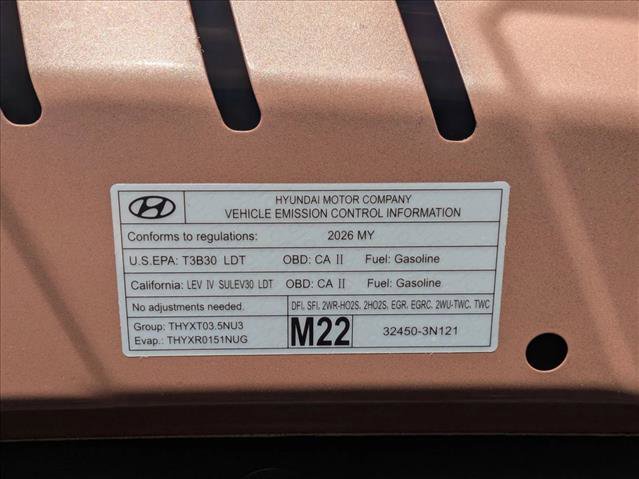 HYUNDAI MOTOR COMPANY
VEHICLE EMISSION CONTROL INFORMATION
Conforms to regulations: 2026 MY
U.S.EPA: T3B30 LDT OBD: CA II Fuel: Gasoline
California: LEV IV SULEV30 LDT OBD: CA II Fuel: Gasoline
No adjustments needed. DFI, SFI, 2WR-HO2S, 2HO2S, EGR, EGRC, 2WU-TWC, TWC
Group: THYXT03.5NU3
Evap.: THYXR0151NUG
M22
32450-3N121